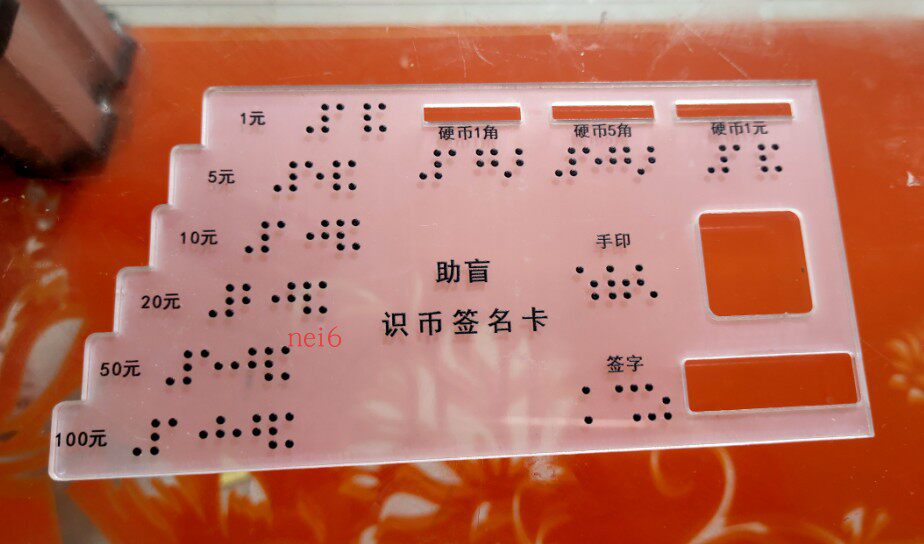 1元
硬币1角
硬币5角
硬币1元
5元
10元
手印
助盲
20元
识币签名卡
nei6
50元
签字
100元